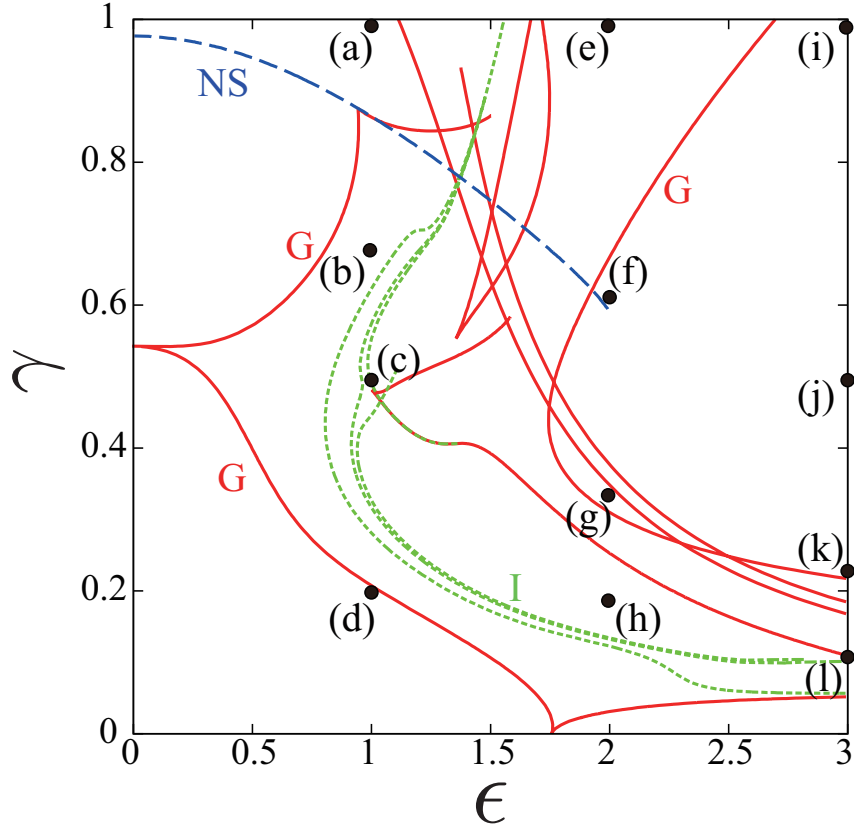 1
(a)
(e)
(i)
NS
0.8
G
G
(b)
(f)
0.6
γ
(c)
(j)
0.4
G
(g)
(k)
0.2
I
(d)
(h)
(l)
0
0
0.5
1
1.5
2
2.5
3
ϵ